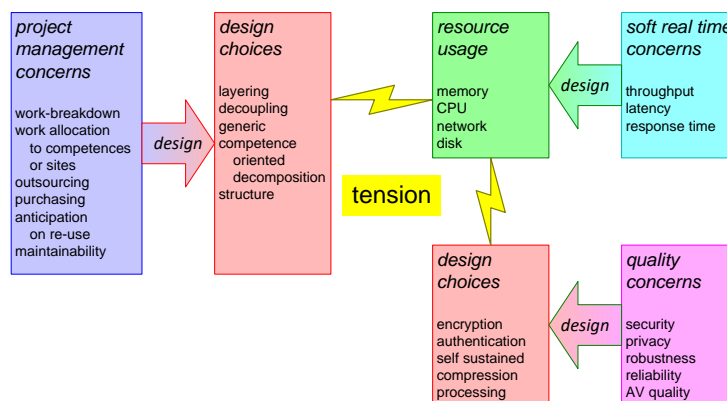 project
management
concerns
work-breakdown
work allocation
to competences
or sites
outsourcing
purchasing
anticipation
on re-use
maintainability
design
design
choices
layering
decoupling
generic
competence
oriented
decomposition
structure
tension
resource
usage
memory
CPU
network
disk
design
soft real time
concerns
throughput
latency
response time
design
choices
encryption
authentication
self sustained
compression
processing
design
quality
concerns
security
privacy
robustness
reliability
AV quality